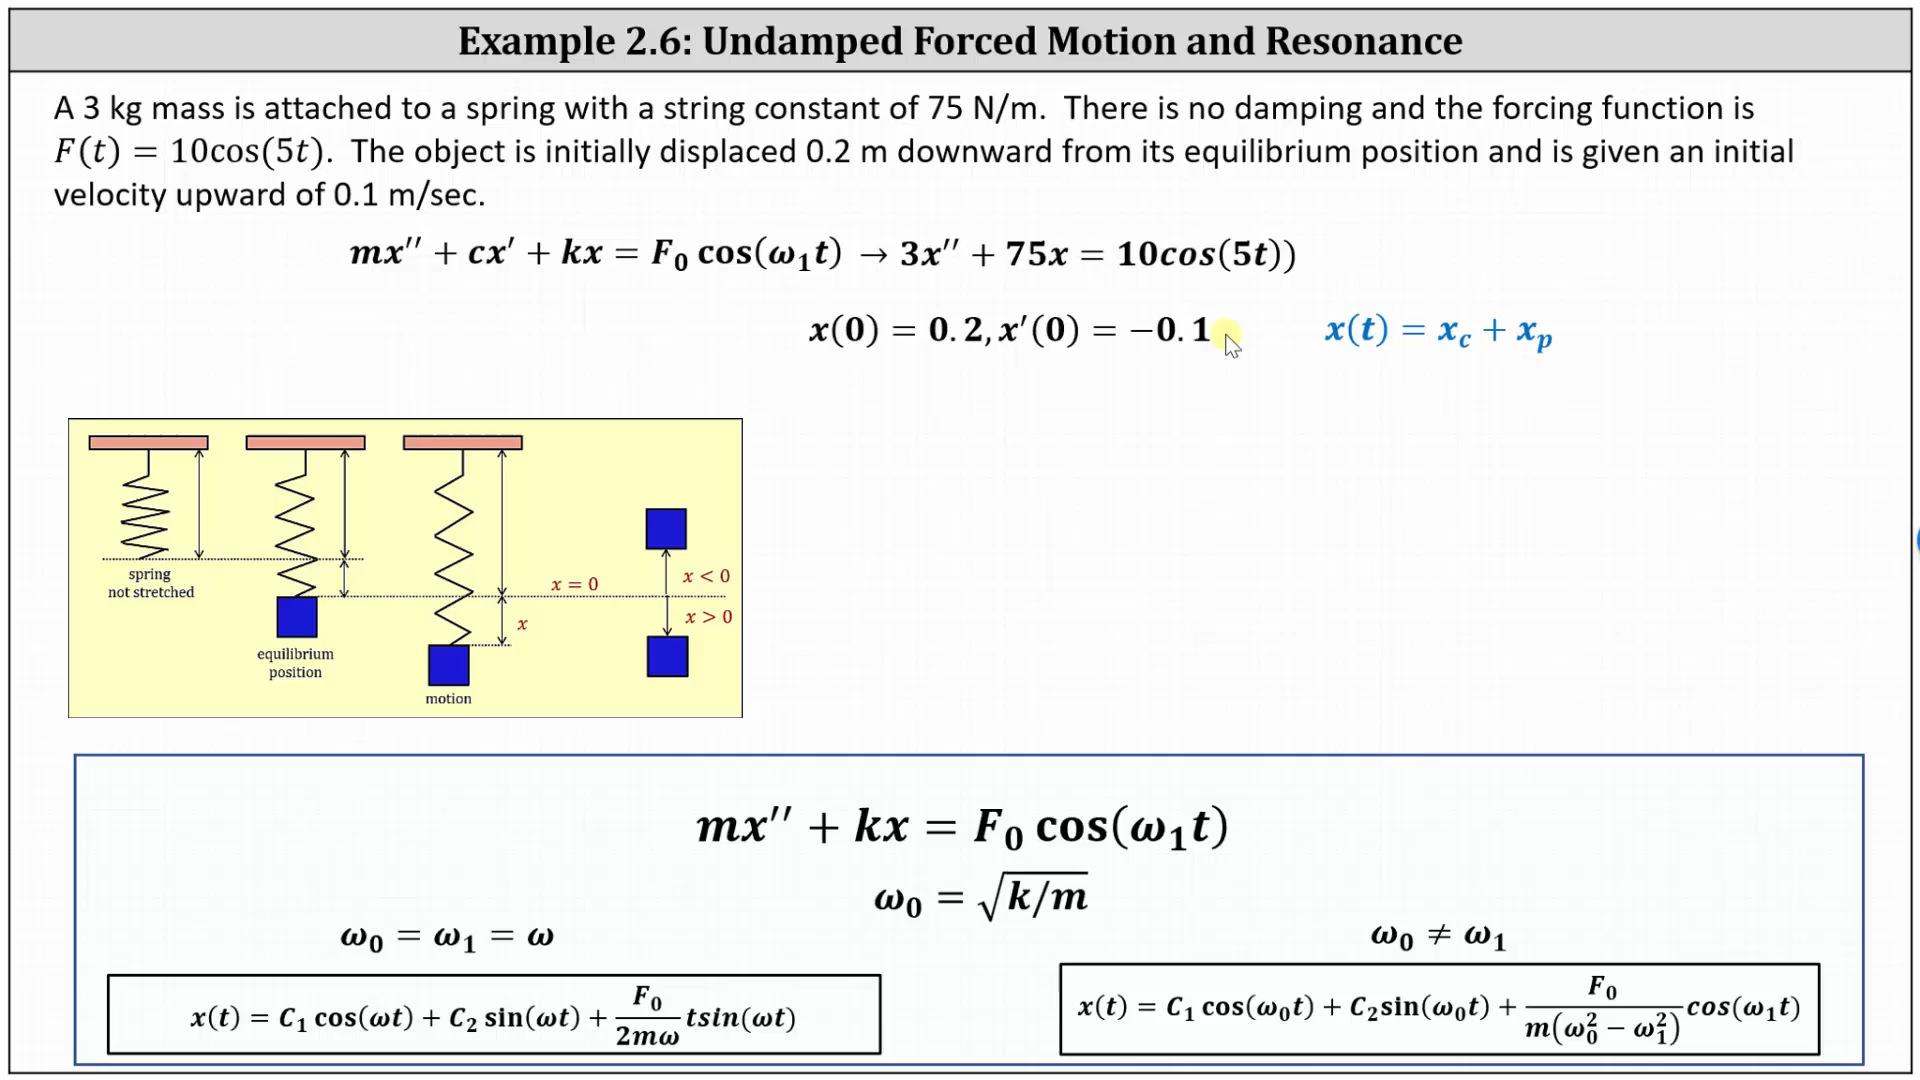 Example 2.6: Undamped Forced Motion and Resonance
A 3 kg mass is attached to a spring with a string constant of 75 N/m. There is no damping and the forcing function is
F(t) = 10cos(5t). The object is initially displaced 0.2 m downward from its equilibrium position and is given an initial
velocity upward of 0.1 m/sec.
mx′′ + cx′ + kx = F₀ cos(ω₁t) → 3x′′ + 75x = 10cos(5t))
x(0) = 0.2, x′(0) = −0.1
x(t) = x_c + x_p
spring
not stretched
equilibrium
position
motion
x
x = 0
x < 0
x > 0
mx′′ + kx = F₀ cos(ω₁t)
ω₀ = √(k/m)
ω₀ = ω₁ = ω
x(t) = C₁ cos(ωt) + C₂ sin(ωt) + F₀/2mω tsin(ωt)
ω₀ ≠ ω₁
x(t) = C₁ cos(ω₀t) + C₂sin(ω₀t) + F₀/m(ω₀² − ω₁²) cos(ω₁t)